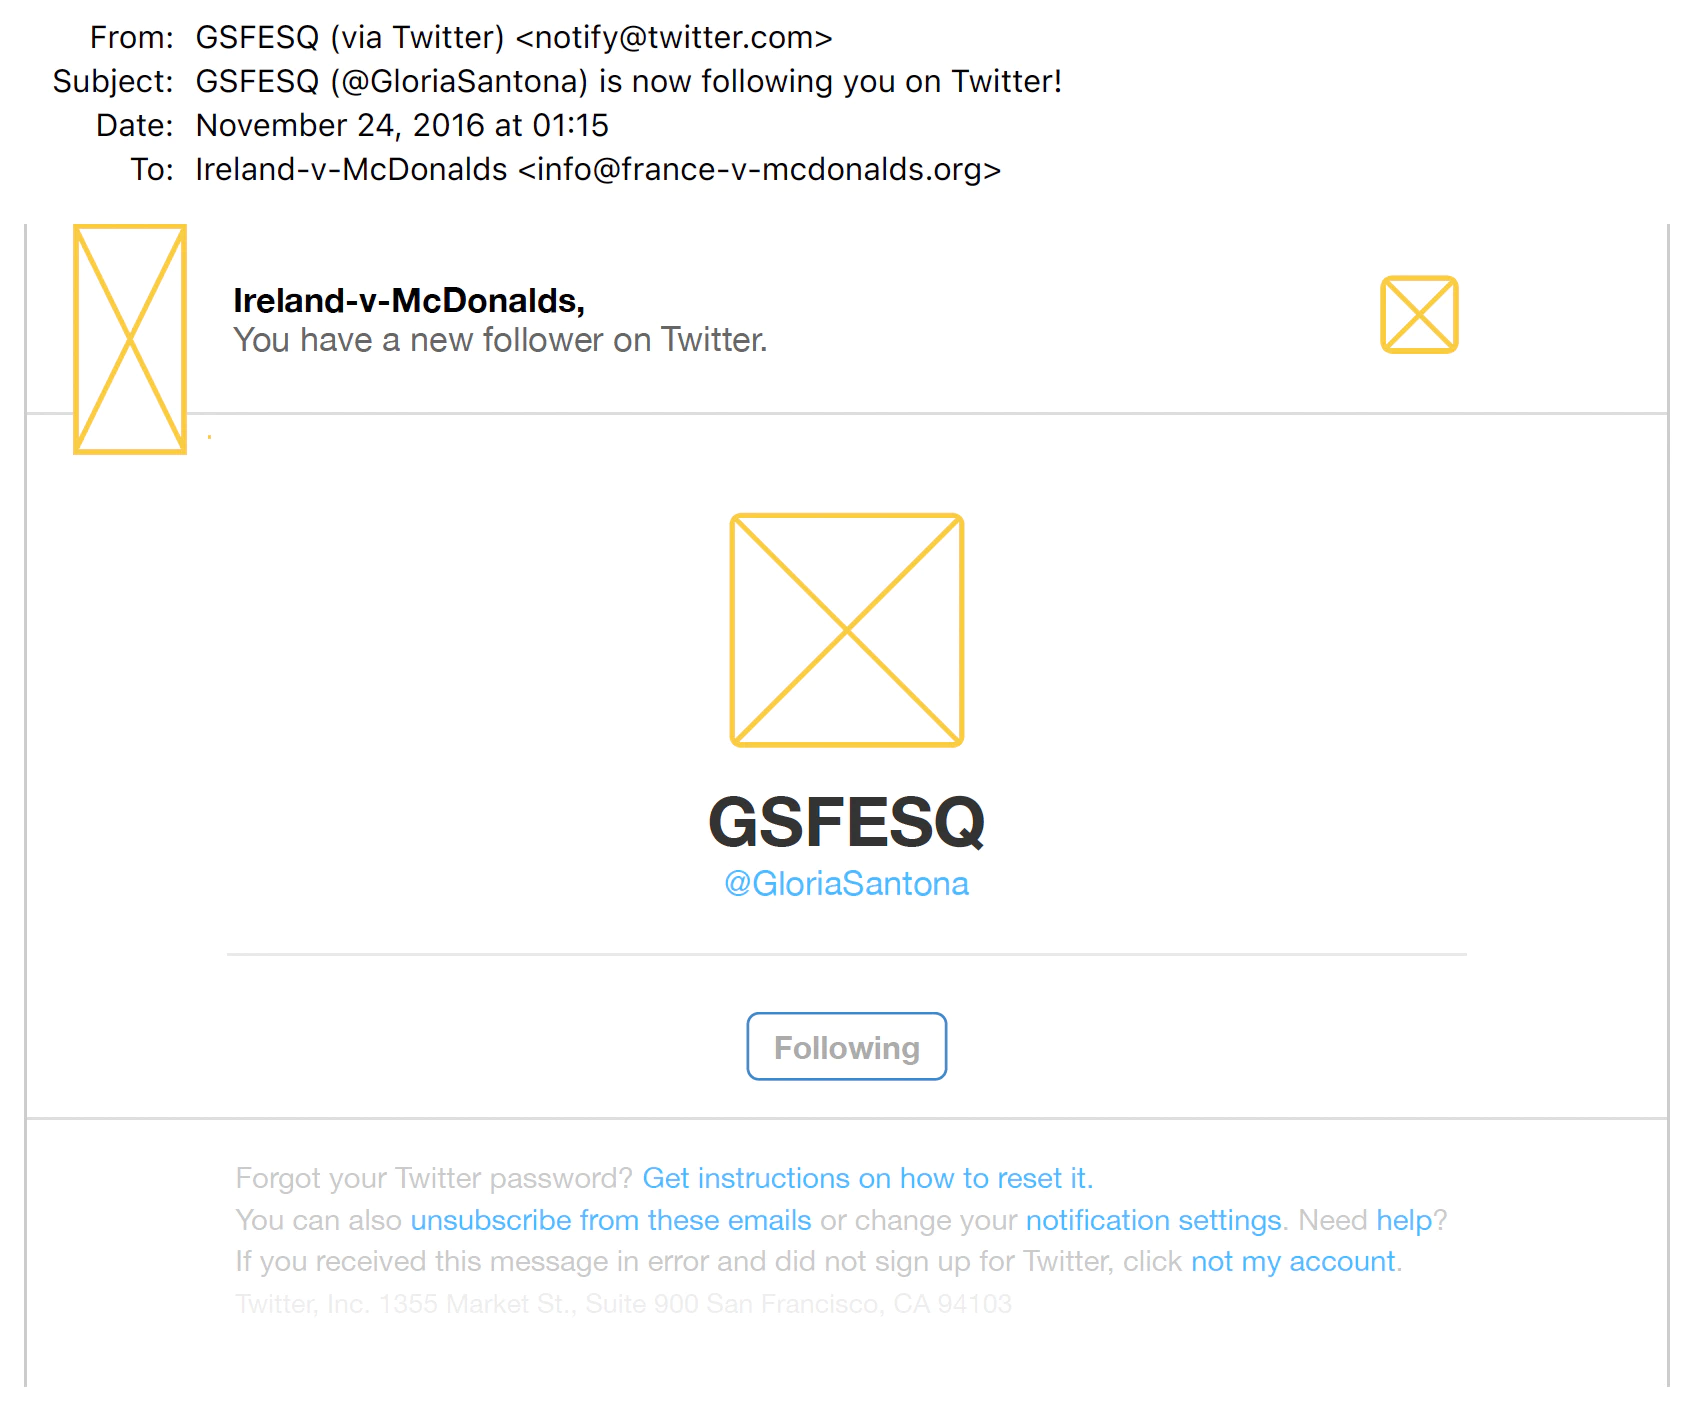 From: GSFESQ (via Twitter) <notify@twitter.com>
Subject: GSFESQ (@GloriaSantona) is now following you on Twitter!
Date: November 24, 2016 at 01:15
To: Ireland-v-McDonalds <info@france-v-mcdonalds.org>
Ireland-v-McDonalds,
You have a new follower on Twitter.
GSFESQ
@GloriaSantona
Following
Forgot your Twitter password? Get instructions on how to reset it.
You can also unsubscribe from these emails or change your notification settings. Need help?
If you received this message in error and did not sign up for Twitter, click not my account.
Twitter, Inc. 1355 Market St., Suite 900 San Francisco, CA 94103